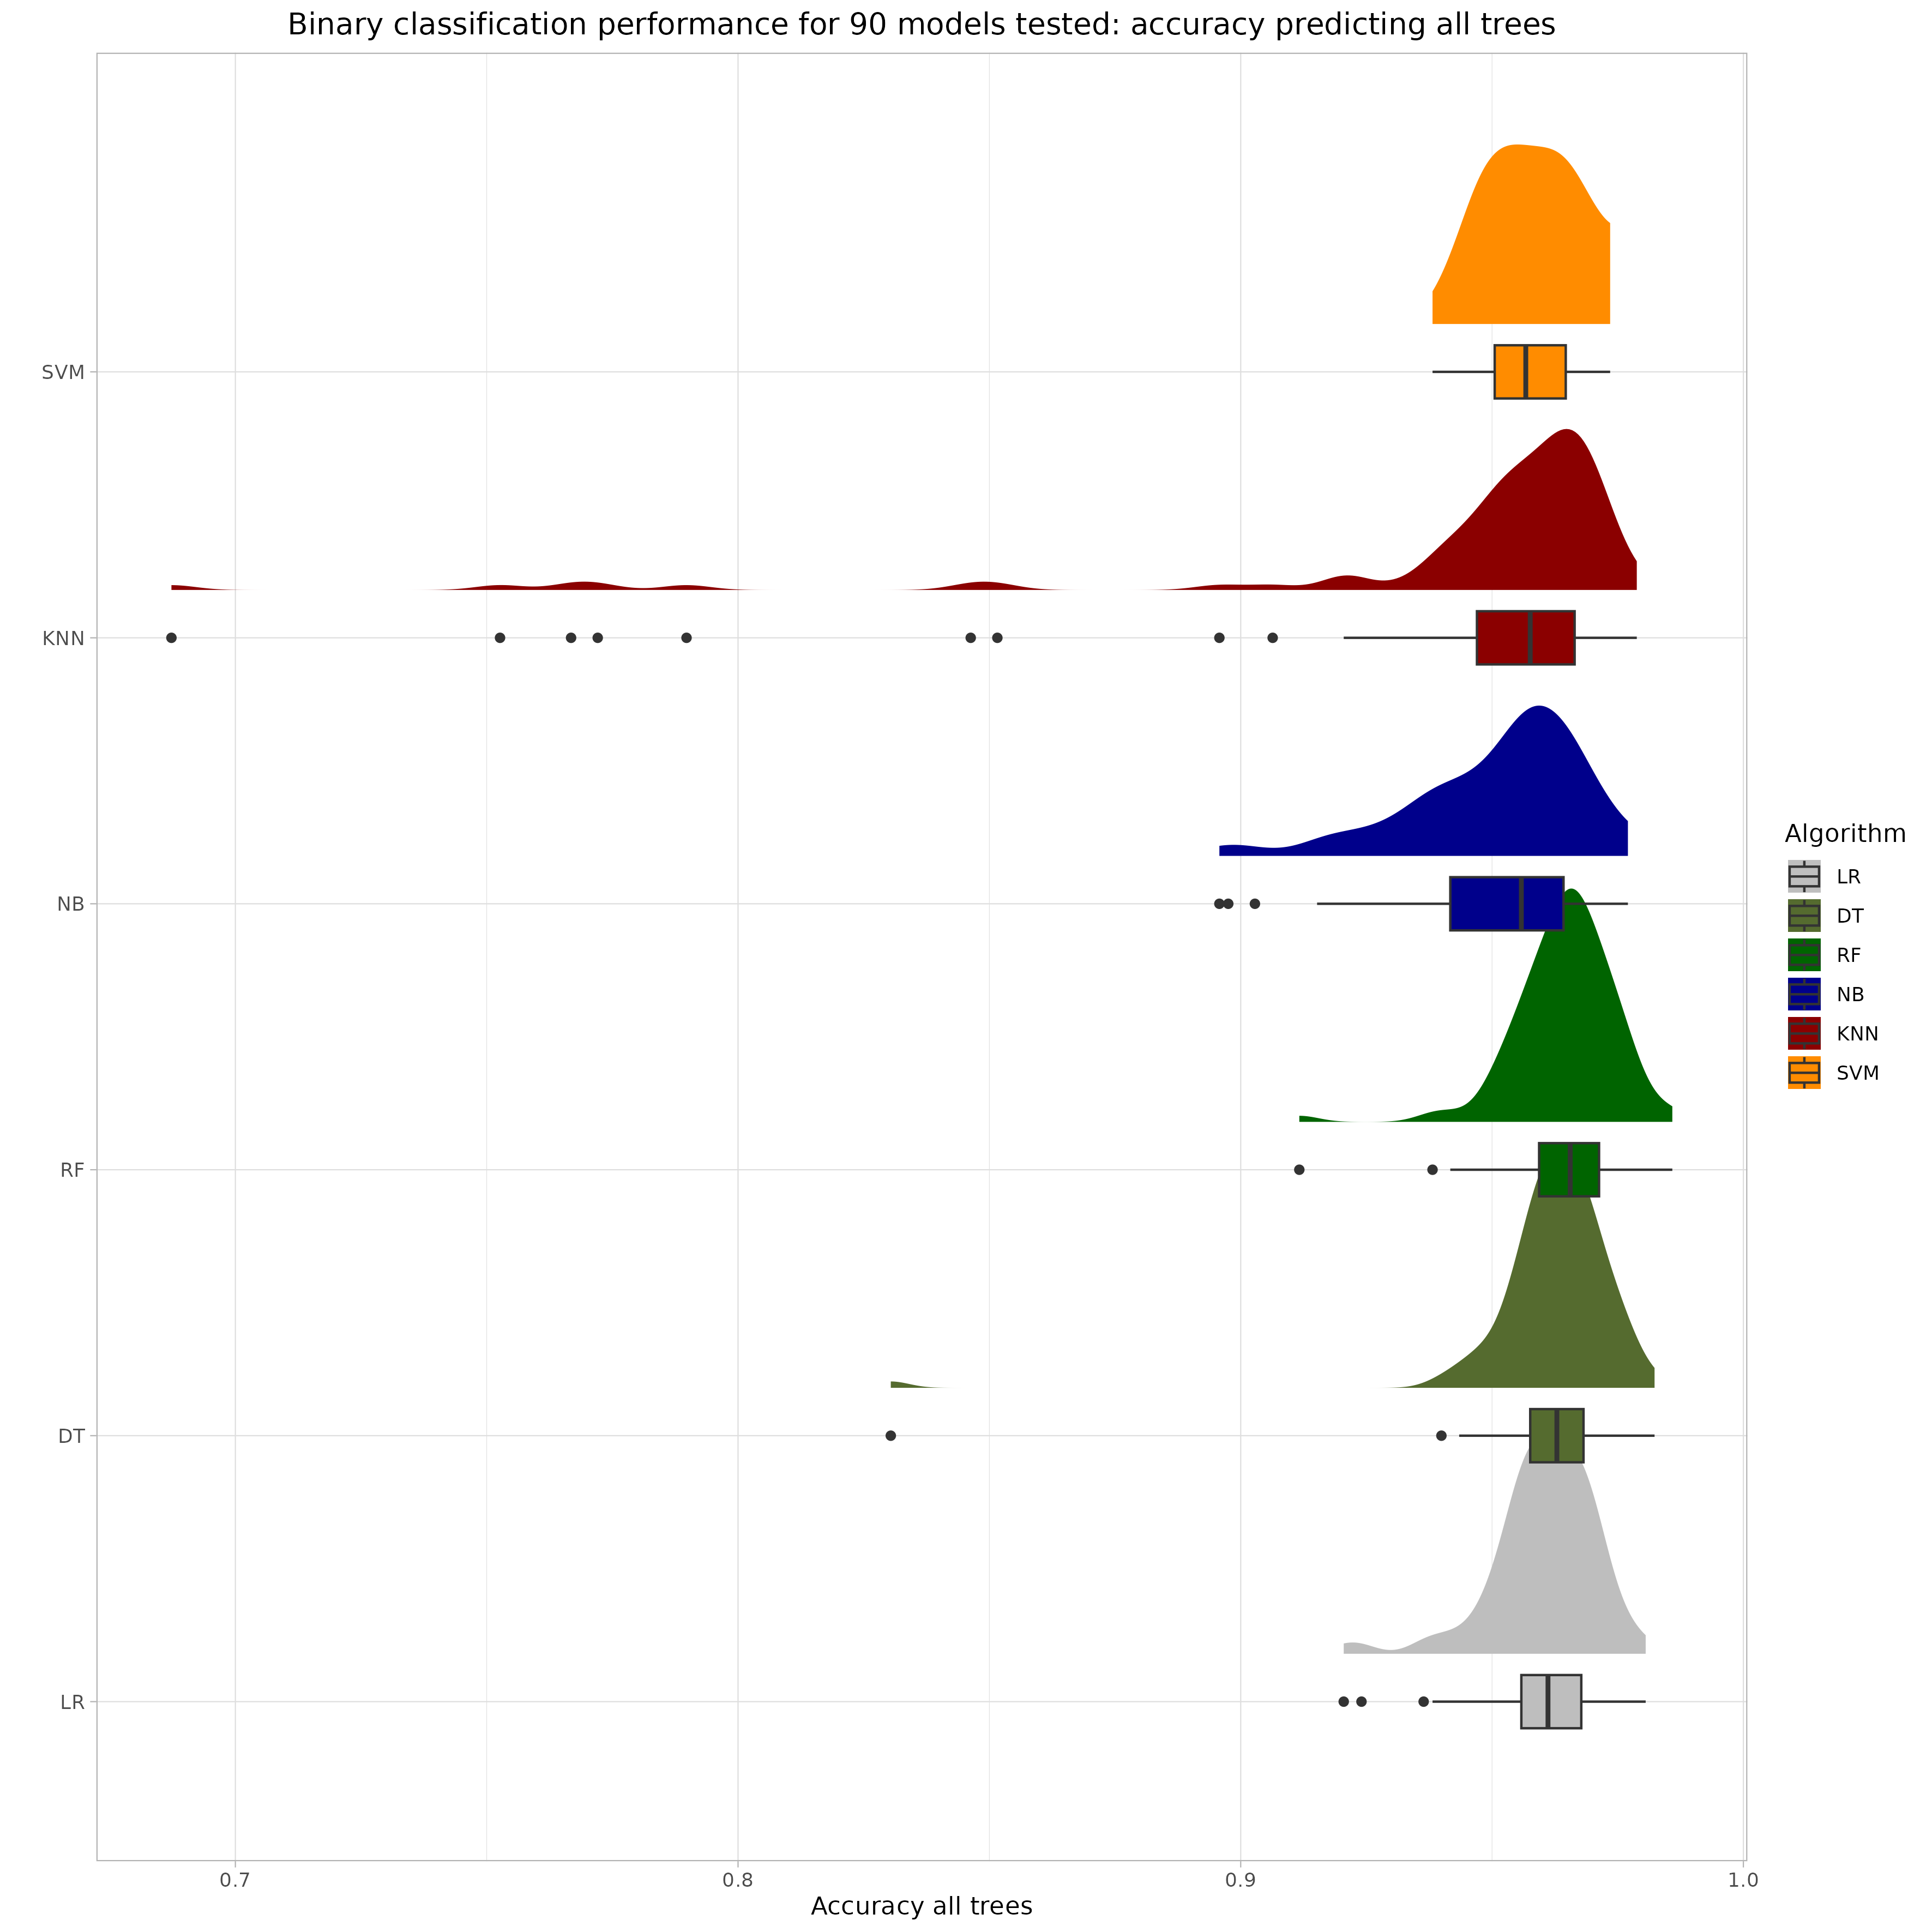 Binary classification performance for 90 models tested: accuracy predicting all trees
SVM
KNN
NB
RF
DT
LR
0.7 0.8 0.9 1.0
Accuracy all trees
Algorithm
LR
DT
RF
NB
KNN
SVM